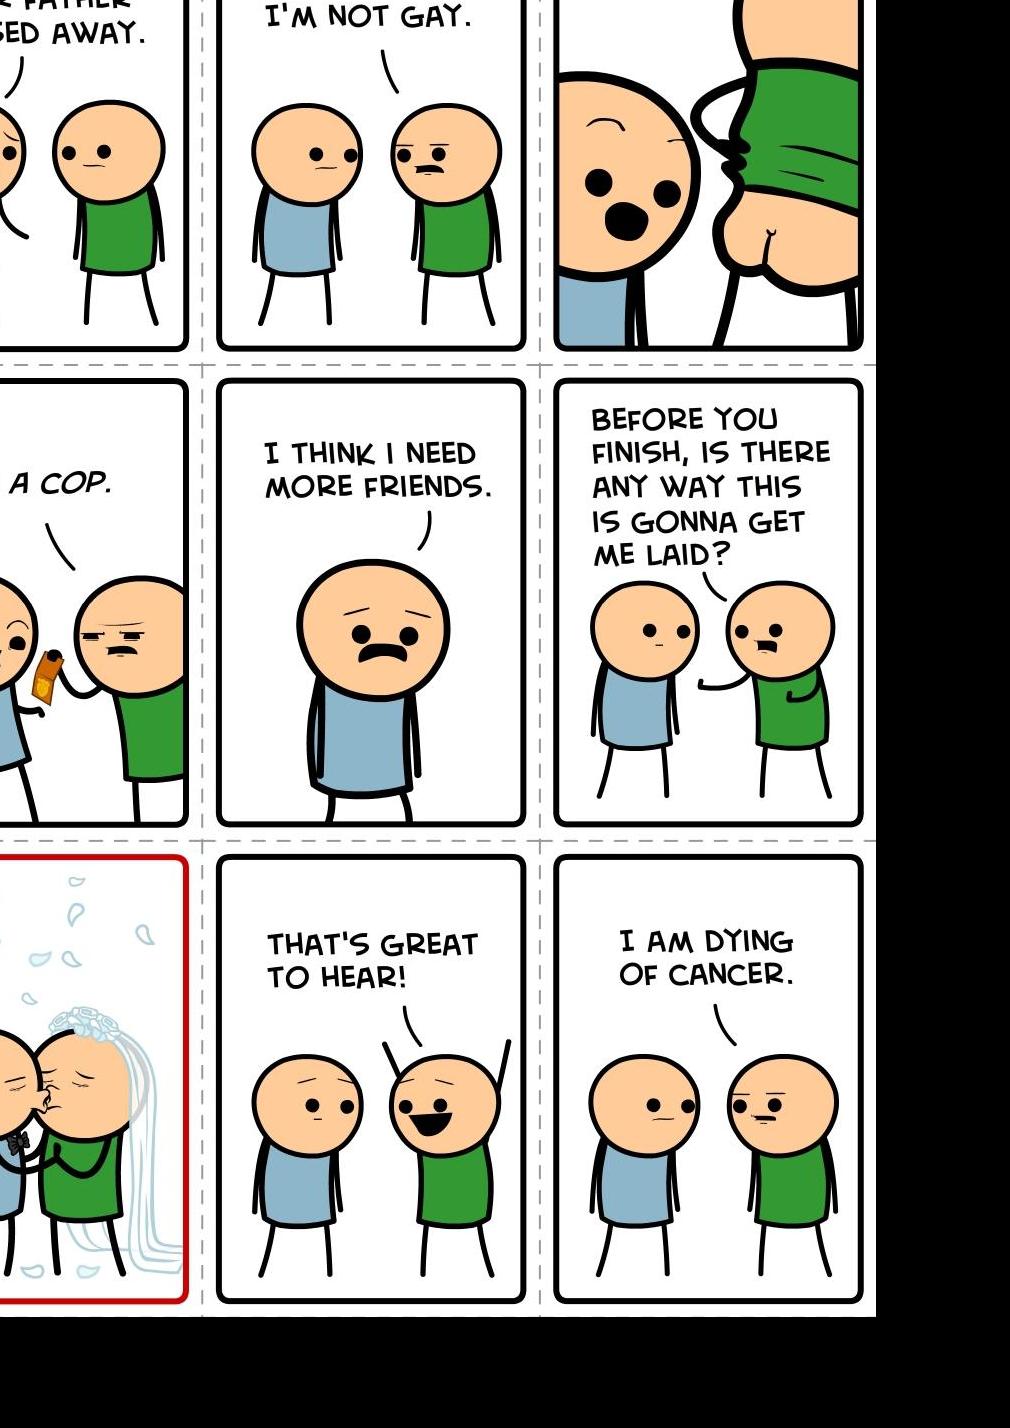 FATHER
SED AWAY.
I'M NOT GAY.
A COP.
I THINK I NEED
MORE FRIENDS.
BEFORE YOU
FINISH, IS THERE
ANY WAY THIS
IS GONNA GET
ME LAID?
THAT'S GREAT
TO HEAR!
I AM DYING
OF CANCER.